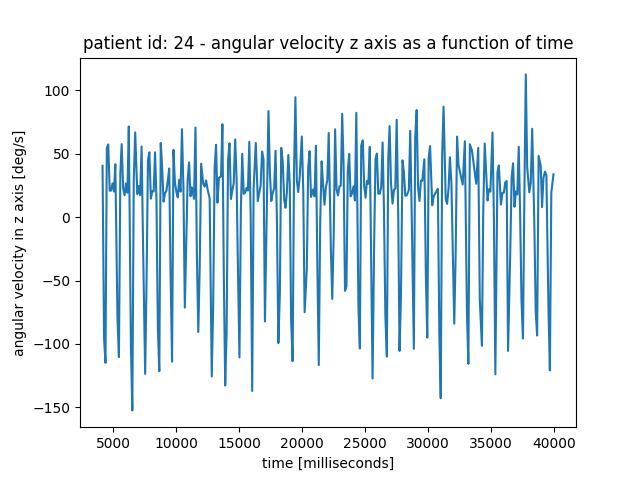 patient id: 24 - angular velocity z axis as a function of time
angular velocity in z axis [deg/s]
100
50
0
−50
−100
−150
5000 10000 15000 20000 25000 30000 35000 40000
time [milliseconds]